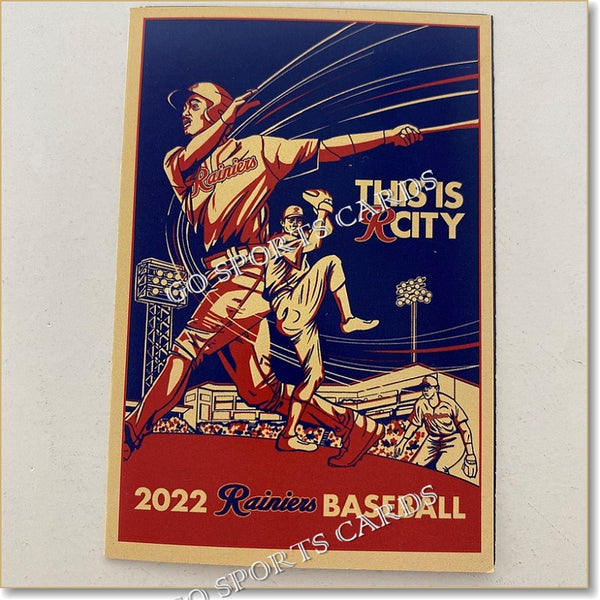 Rainiers
THIS IS
R CITY
GO SPORTS CARDS
2022 Rainiers BASEBALL
GO SPORTS CARDS